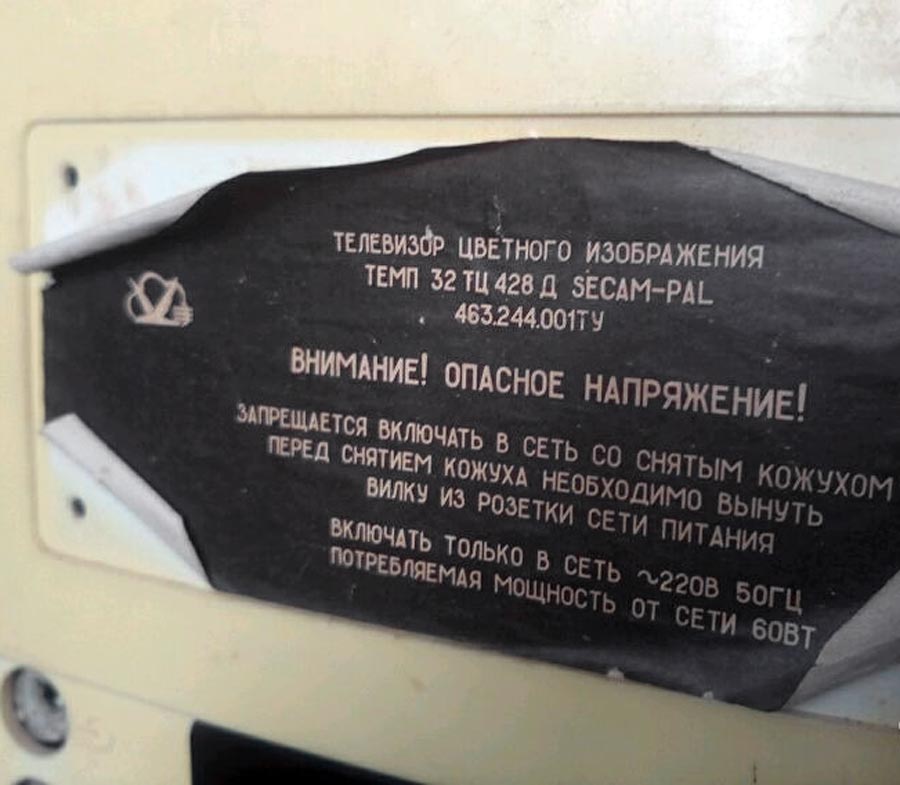 ТЕЛЕВИЗОР ЦВЕТНОГО ИЗОБРАЖЕНИЯ
ТЕМП 32 ТЦ 428 Д SECAM-PAL
463.244.001ТУ
ВНИМАНИЕ! ОПАСНОЕ НАПРЯЖЕНИЕ!
ЗАПРЕЩАЕТСЯ ВКЛЮЧАТЬ В СЕТЬ СО СНЯТЫМ КОЖУХОМ
ПЕРЕД СНЯТИЕМ КОЖУХА НЕОБХОДИМО ВЫНУТЬ
ВИЛКУ ИЗ РОЗЕТКИ СЕТИ ПИТАНИЯ
ВКЛЮЧАТЬ ТОЛЬКО В СЕТЬ ~220В 50ГЦ
ПОТРЕБЛЯЕМАЯ МОЩНОСТЬ ОТ СЕТИ 60ВТ